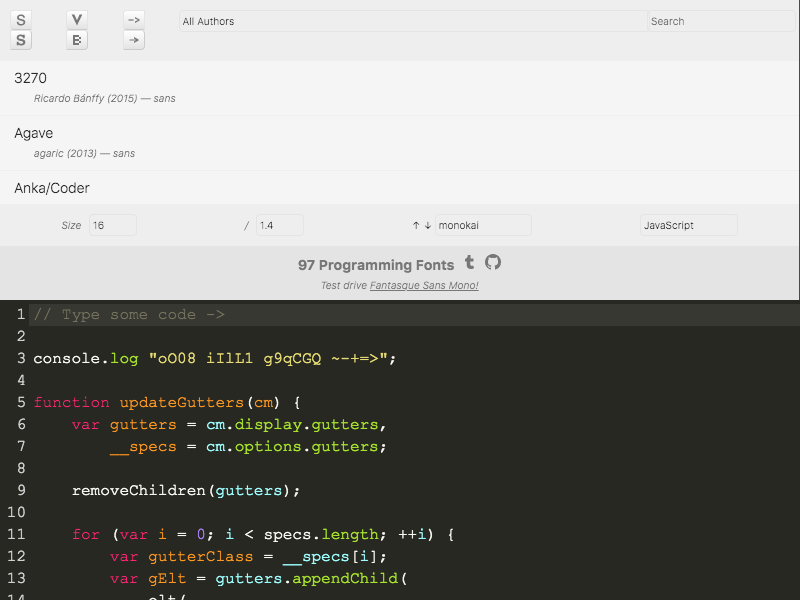 S V -> All Authors Search
S B →
3270
Ricardo Bánffy (2015) — sans
Agave
agaric (2013) — sans
Anka/Coder
Size 16 / 1.4 ↑ ↓ monokai JavaScript
97 Programming Fonts t
Test drive Fantasque Sans Mono!
1 // Type some code ->
2
3 console.log "oO08 iIlL1 g9qCGQ ~-+=>";
4
5 function updateGutters(cm) {
6 var gutters = cm.display.gutters,
7 __specs = cm.options.gutters;
8
9 removeChildren(gutters);
10
11 for (var i = 0; i < specs.length; ++i) {
12 var gutterClass = __specs[i];
13 var gElt = gutters.appendChild(
14 elt(